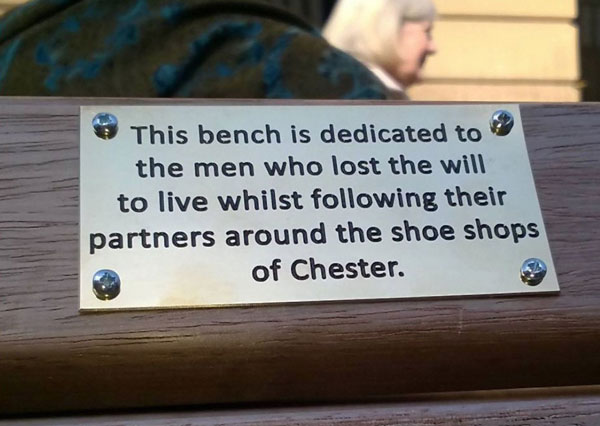 This bench is dedicated to
the men who lost the will
to live whilst following their
partners around the shoe shops
of Chester.